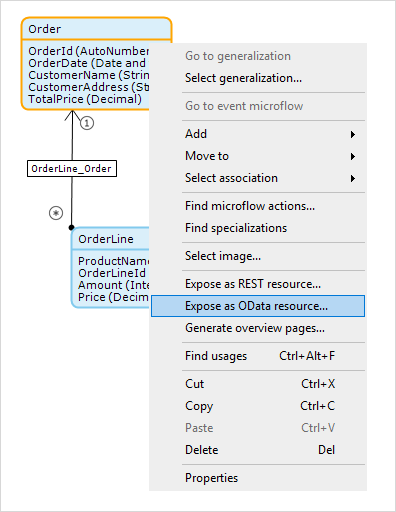 Order
OrderId (AutoNumber
OrderDate (Date and
CustomerName (Strin
CustomerAddress (St
TotalPrice (Decimal)
1
OrderLine_Order
*
OrderLine
ProductName
OrderLineId
Amount (Inte
Price (Decim
Go to generalization
Select generalization...
Go to event microflow
Add
Move to
Select association
Find microflow actions...
Find specializations
Select image...
Expose as REST resource...
Expose as OData resource...
Generate overview pages...
Find usages Ctrl+Alt+F
Cut Ctrl+X
Copy Ctrl+C
Paste Ctrl+V
Delete Del
Properties